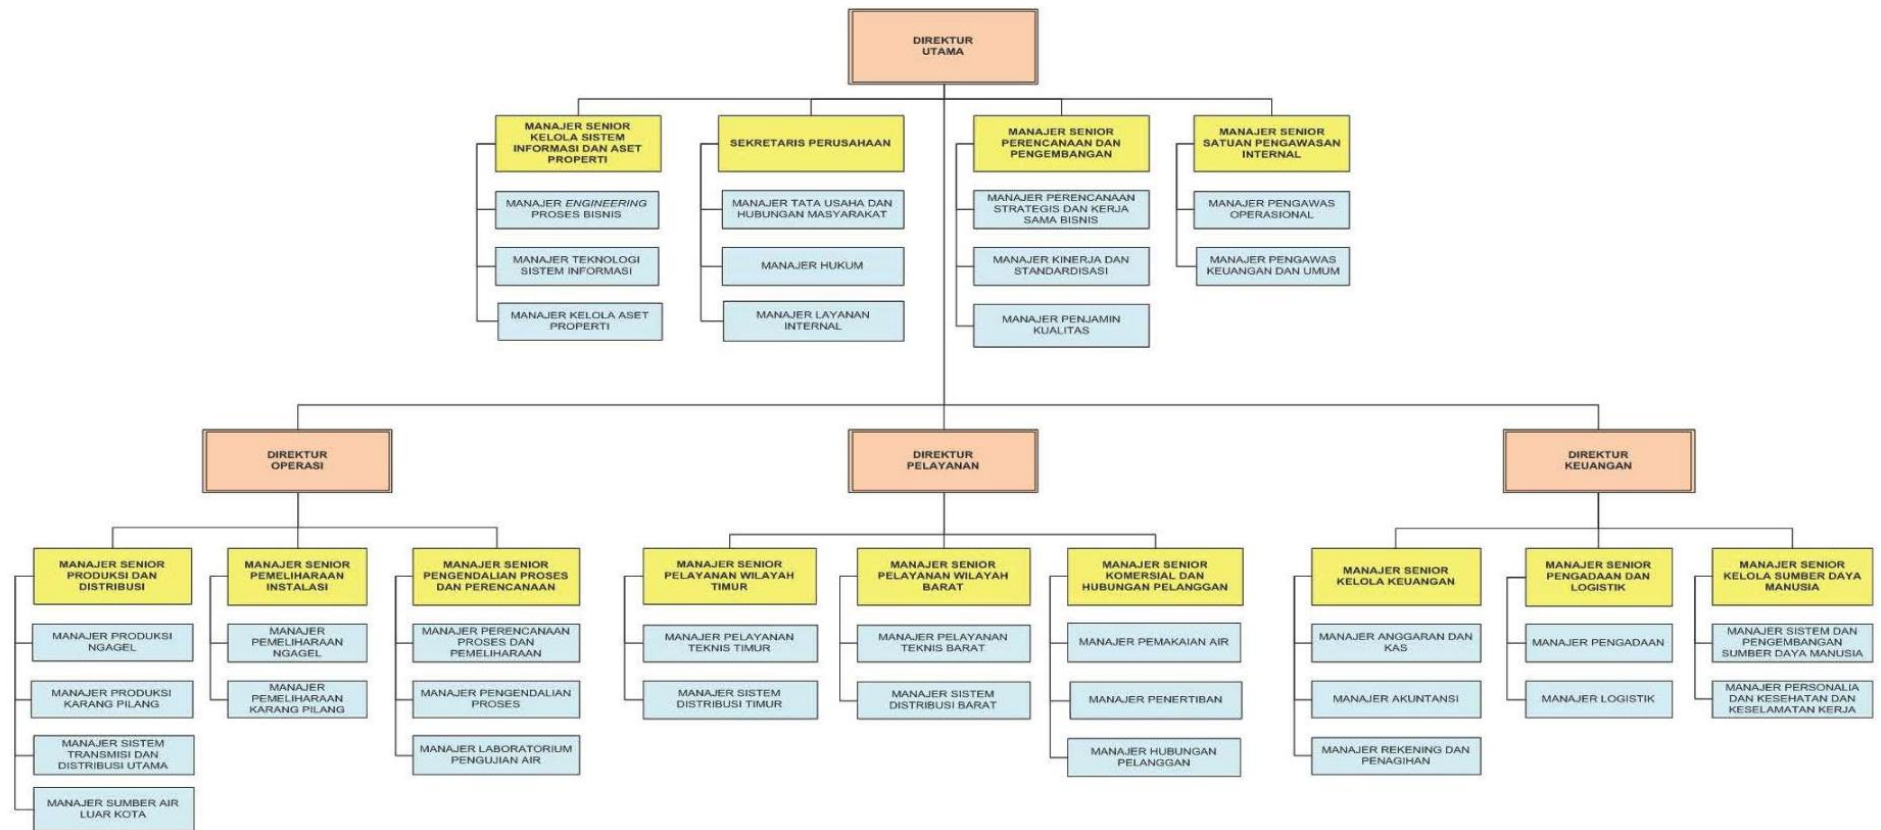 DIREKTUR
UTAMA
MANAJER SENIOR
KELOLA SISTEM
INFORMASI DAN ASET
PROPERTI
MANAJER ENGINEERING
PROSES BISNIS
MANAJER TEKNOLOGI
SISTEM INFORMASI
MANAJER KELOLA ASET
PROPERTI
SEKRETARIS PERUSAHAAN
MANAJER TATA USAHA DAN
HUBUNGAN MASYARAKAT
MANAJER HUKUM
MANAJER LAYANAN
INTERNAL
MANAJER SENIOR
PERENCANAAN DAN
PENGEMBANGAN
MANAJER PERENCANAAN
STRATEGIS DAN KERJA
SAMA BISNIS
MANAJER KINERJA DAN
STANDARDISASI
MANAJER PENJAMIN
KUALITAS
MANAJER SENIOR
SATUAN PENGAWASAN
INTERNAL
MANAJER PENGAWAS
OPERASIONAL
MANAJER PENGAWAS
KEUANGAN DAN UMUM
DIREKTUR
OPERASI
MANAJER SENIOR
PRODUKSI DAN
DISTRIBUSI
MANAJER PRODUKSI
NGAGEL
MANAJER PRODUKSI
KARANG PILANG
MANAJER SISTEM
TRANSMISI DAN
DISTRIBUSI UTAMA
MANAJER SUMBER AIR
LUAR KOTA
MANAJER SENIOR
PEMELIHARAAN
INSTALASI
MANAJER
PEMELIHARAAN
NGAGEL
MANAJER
PEMELIHARAAN
KARANG PILANG
MANAJER SENIOR
PENGENDALIAN PROSES
DAN PERENCANAAN
MANAJER PERENCANAAN
PROSES DAN
PEMELIHARAAN
MANAJER PENGENDALIAN
PROSES
MANAJER LABORATORIUM
PENGUJIAN AIR
DIREKTUR
PELAYANAN
MANAJER SENIOR
PELAYANAN WILAYAH
TIMUR
MANAJER PELAYANAN
TEKNIS TIMUR
MANAJER SISTEM
DISTRIBUSI TIMUR
MANAJER SENIOR
PELAYANAN WILAYAH
BARAT
MANAJER PELAYANAN
TEKNIS BARAT
MANAJER SISTEM
DISTRIBUSI BARAT
MANAJER SENIOR
KOMERSIAL DAN
HUBUNGAN PELANGGAN
MANAJER PEMAKAIAN AIR
MANAJER PENERTIBAN
MANAJER HUBUNGAN
PELANGGAN
DIREKTUR
KEUANGAN
MANAJER SENIOR
KELOLA KEUANGAN
MANAJER ANGGARAN DAN
KAS
MANAJER AKUNTANSI
MANAJER REKENING DAN
PENAGIHAN
MANAJER SENIOR
PENGADAAN DAN
LOGISTIK
MANAJER PENGADAAN
MANAJER LOGISTIK
MANAJER SENIOR
KELOLA SUMBER DAYA
MANUSIA
MANAJER SISTEM DAN
PENGEMBANGAN
SUMBER DAYA MANUSIA
MANAJER PERSONALIA
DAN KESEHATAN DAN
KESELAMATAN KERJA